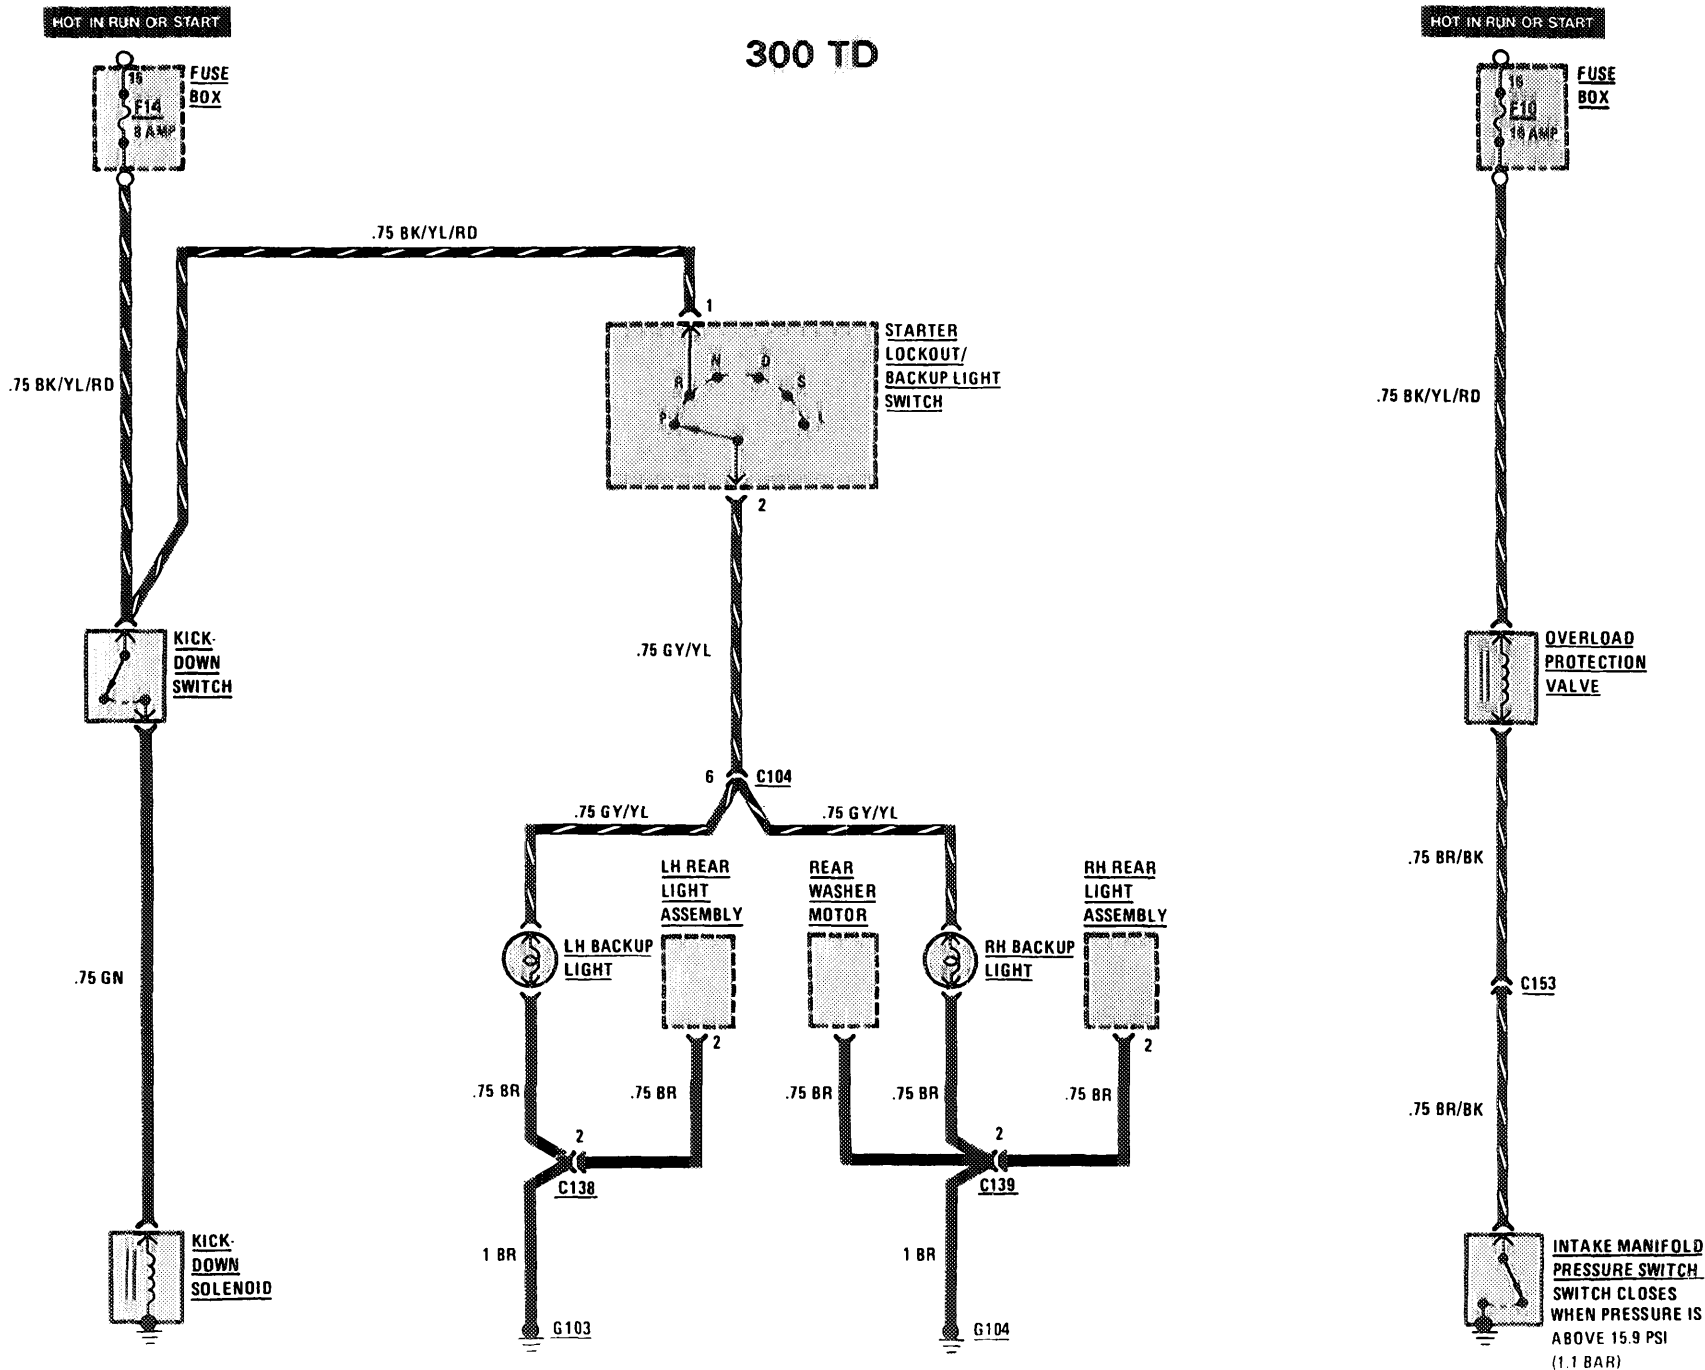 HOT IN RUN OR START
HOT IN RUN OR START
300 TD
FUSE
BOX
16
F14
8 AMP
FUSE
BOX
16
F10
16 AMP
.75 BK/YL/RD
1
STARTER
LOCKOUT/
BACKUP LIGHT
SWITCH
P
R
N
D
S
L
2
.75 BK/YL/RD
.75 BK/YL/RD
KICK-
DOWN
SWITCH
.75 GY/YL
OVERLOAD
PROTECTION
VALVE
6
C104
.75 GY/YL
.75 GY/YL
.75 BR/BK
LH REAR
LIGHT
ASSEMBLY
REAR
WASHER
MOTOR
RH REAR
LIGHT
ASSEMBLY
LH BACKUP
LIGHT
RH BACKUP
LIGHT
.75 GN
C153
2
2
.75 BR
.75 BR
.75 BR
.75 BR
.75 BR
.75 BR/BK
2
C138
2
C139
KICK-
DOWN
SOLENOID
1 BR
1 BR
G103
G104
INTAKE MANIFOLD
PRESSURE SWITCH
SWITCH CLOSES
WHEN PRESSURE IS
ABOVE 15.9 PSI
(1.1 BAR)